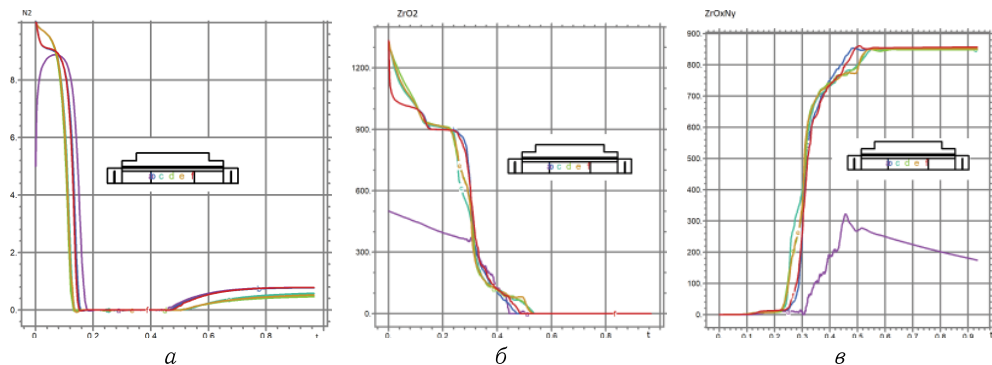 N2
8.
6.
4.
2.
0.
0 0.2 0.4 0.6 0.8 t
c d e f
а
ZrO2
1200.
900.
600.
300.
0.
0 0.2 0.4 0.6 0.8 t
b c d e f
б
ZrOxNy
900.
800.
700.
600.
500.
400.
300.
200.
100.
0.
0 0.1 0.2 0.3 0.4 0.5 0.6 0.7 0.8 0.9 t
b c d e f
в